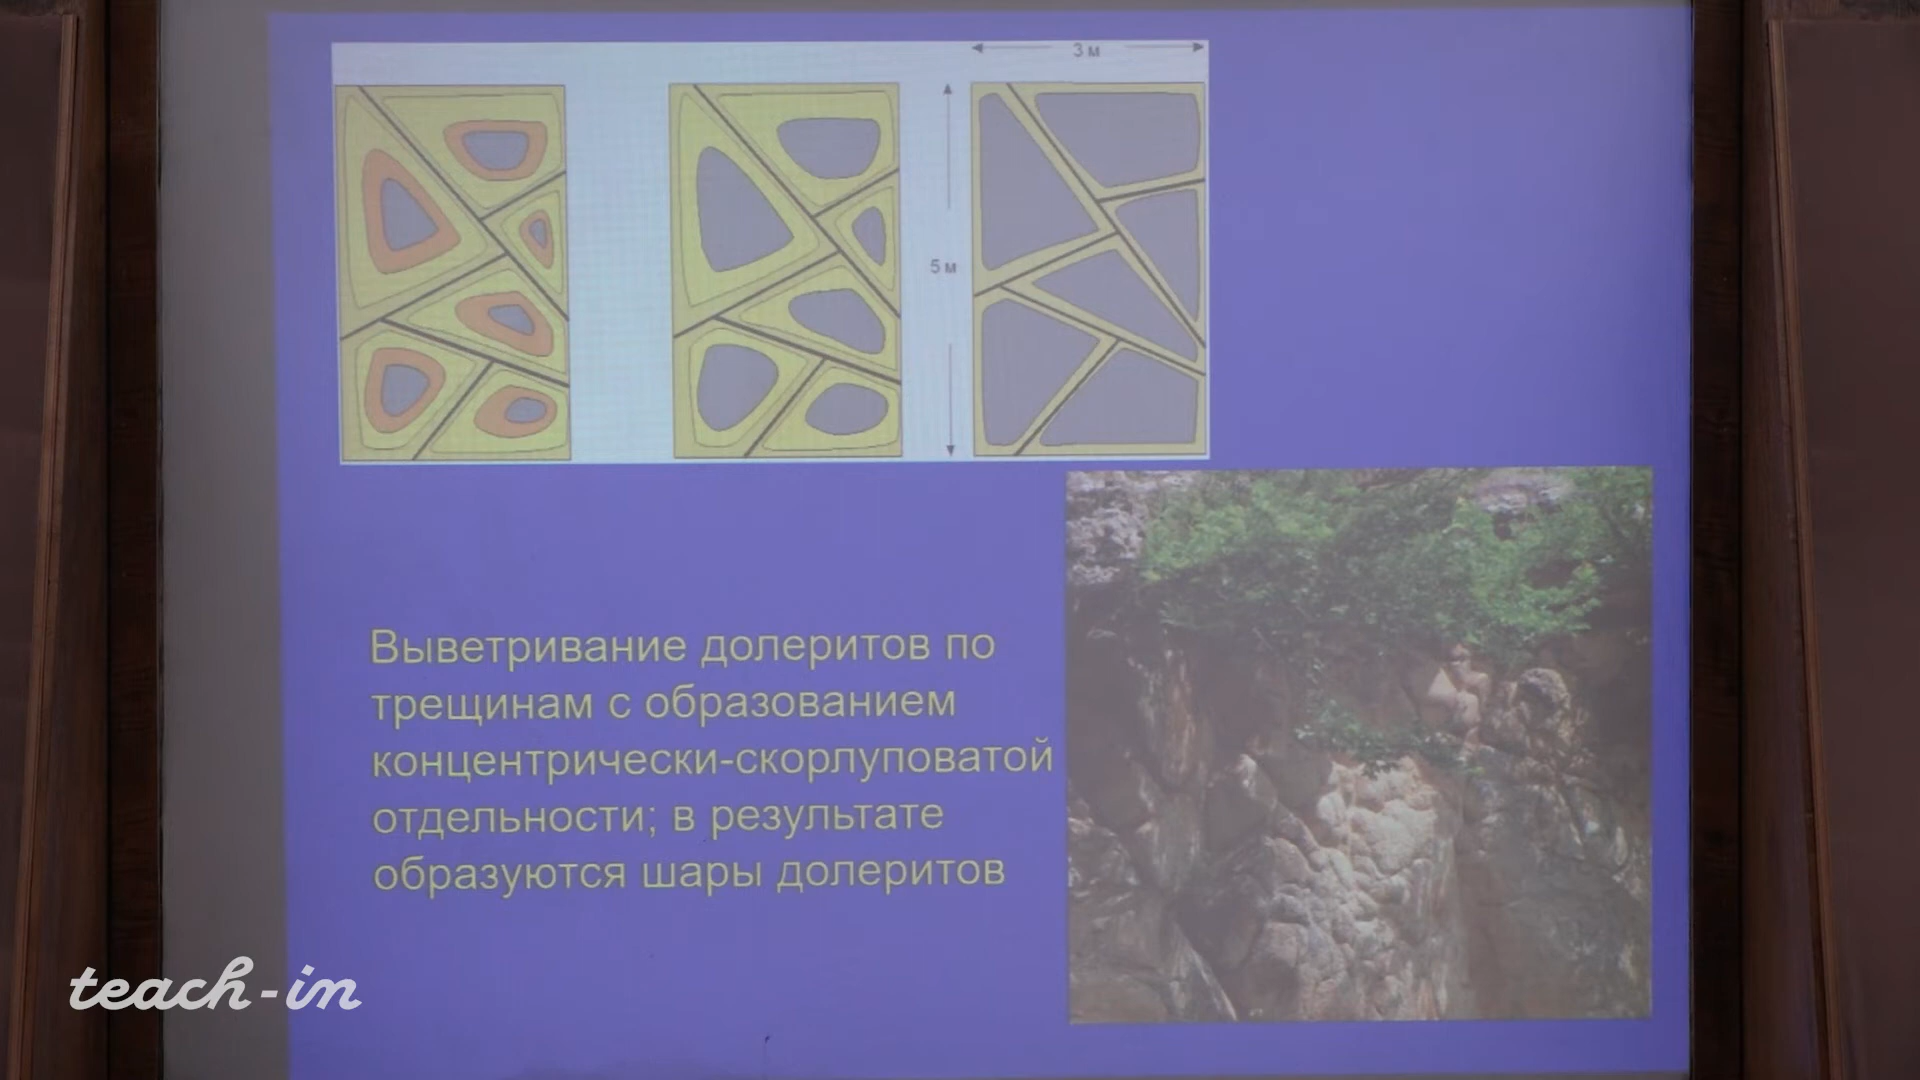 3 м
5 м
Выветривание долеритов по
трещинам с образованием
концентрически-скорлуповатой
отдельности; в результате
образуются шары долеритов
teach-in